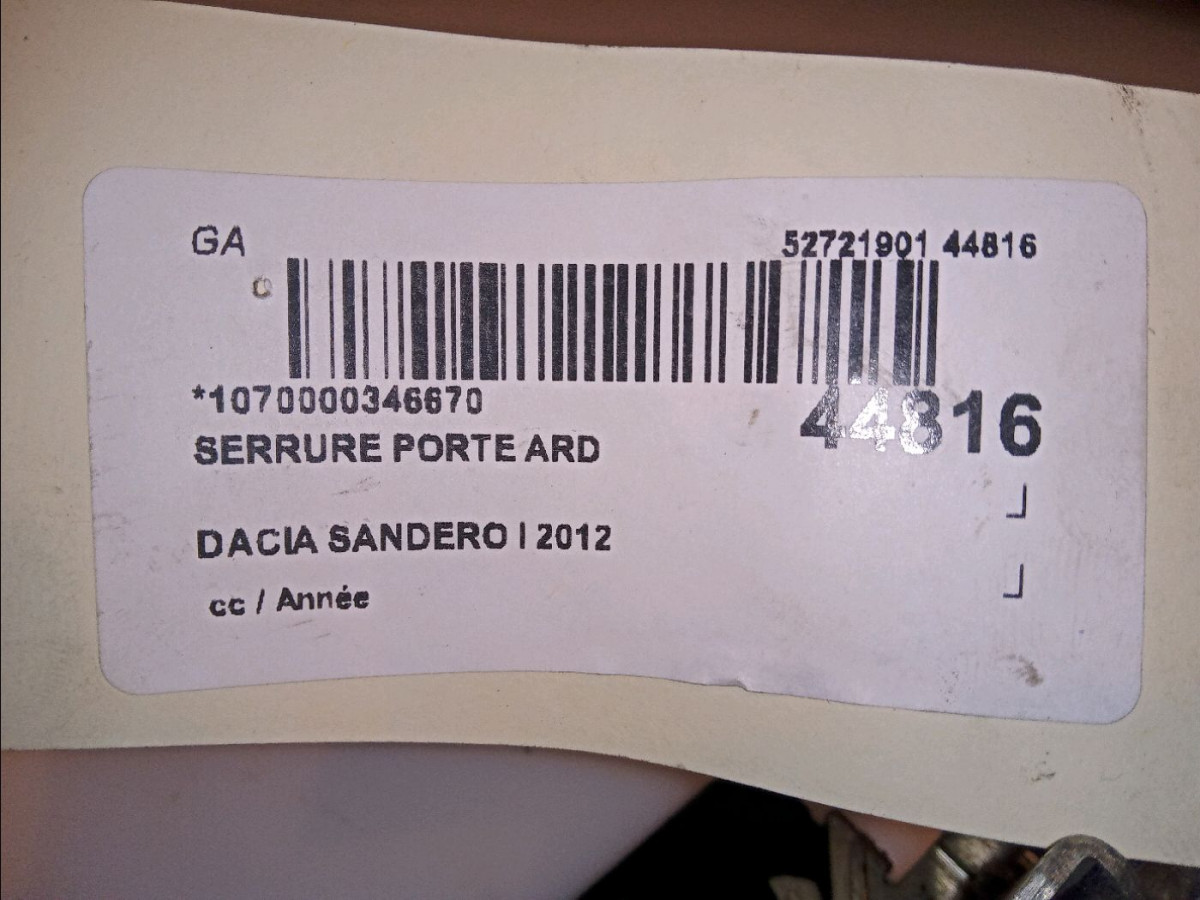 GA
52721901 44816
*1070000346670
44816
SERRURE PORTE ARD
DACIA SANDERO I 2012
cc / Année